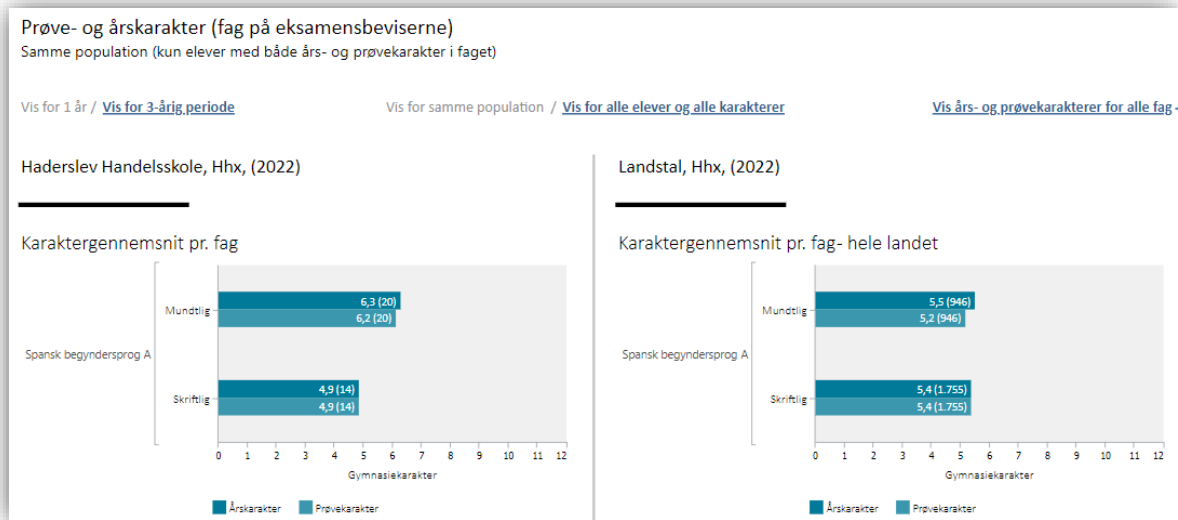 Prøve- og årskarakter (fag på eksamensbeviserne)
Samme population (kun elever med både års- og prøvekarakter i faget)
Vis for 1 år / Vis for 3-årig periode
Vis for samme population / Vis for alle elever og alle karakterer
Vis års- og prøvekarakterer for alle fag -
Haderslev Handelsskole, Hhx, (2022)
Karaktergennemsnit pr. fag
Spansk begyndersprog A
Mundtlig
6,3 (20)
6,2 (20)
Skriftlig
4,9 (14)
4,9 (14)
0 1 2 3 4 5 6 7 8 9 10 11 12
Gymnasiekarakter
Årskarakter Prøvekarakter
Landstal, Hhx, (2022)
Karaktergennemsnit pr. fag- hele landet
Spansk begyndersprog A
Mundtlig
5,5 (946)
5,2 (946)
Skriftlig
5,4 (1.755)
5,4 (1.755)
0 1 2 3 4 5 6 7 8 9 10 11 12
Gymnasiekarakter
Årskarakter Prøvekarakter